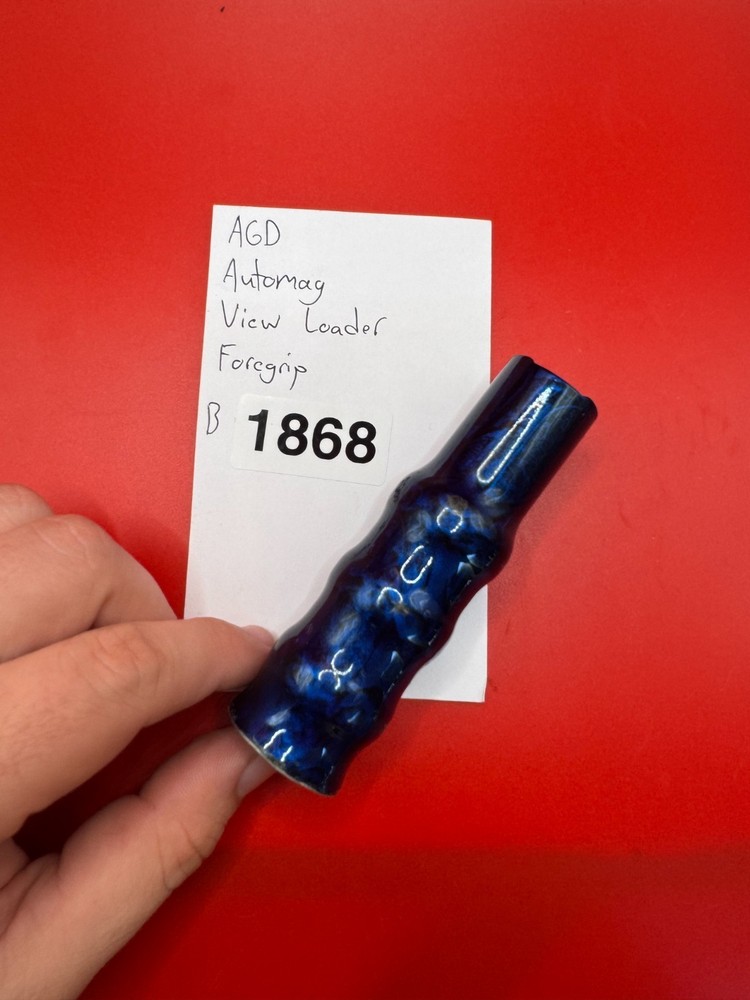 AGD
Automag
View Loader
Foregrip
B 1868